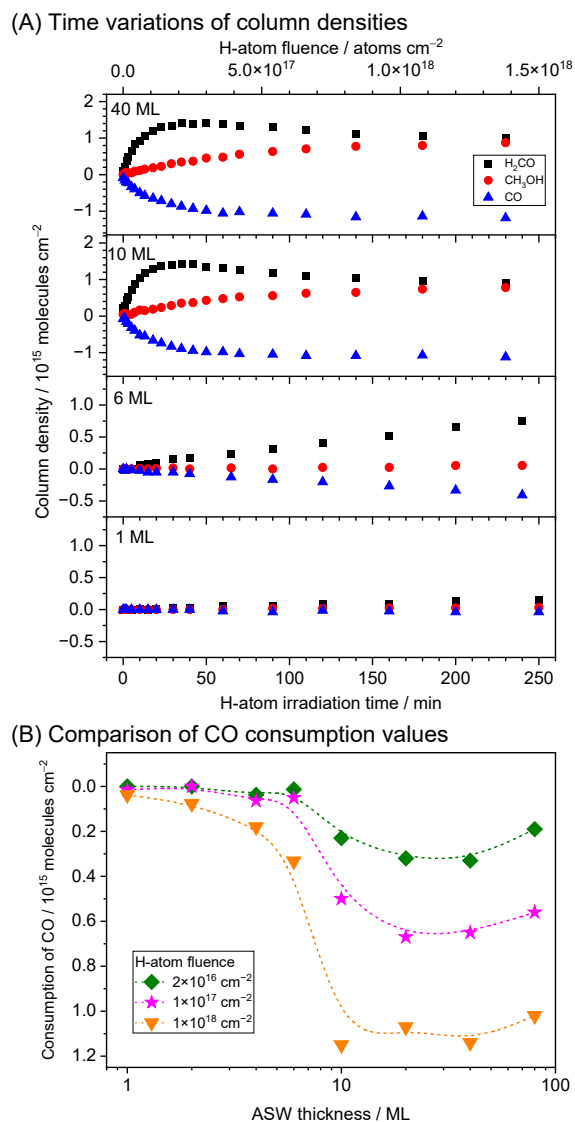 (A) Time variations of column densities
H-atom fluence / atoms cm⁻²
0.0 5.0×10¹⁷ 1.0×10¹⁸ 1.5×10¹⁸
40 ML
2
1
0
−1
H₂CO
CH₃OH
CO
10 ML
2
1
0
−1
6 ML
1.0
0.5
0.0
−0.5
1 ML
1.0
0.5
0.0
−0.5
Column density / 10¹⁵ molecules cm⁻²
0 50 100 150 200 250
H-atom irradiation time / min
(B) Comparison of CO consumption values
0.0
0.2
0.4
0.6
0.8
1.0
1.2
Consumption of CO / 10¹⁵ molecules cm⁻²
H-atom fluence
2×10¹⁶ cm⁻²
1×10¹⁷ cm⁻²
1×10¹⁸ cm⁻²
1 10 100
ASW thickness / ML